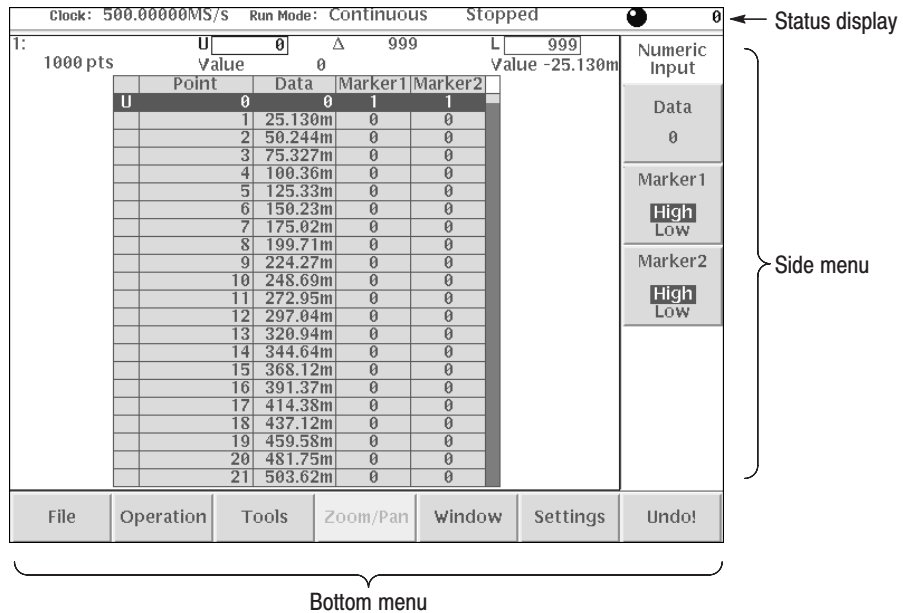 Clock: 500.00000MS/s Run Mode: Continuous Stopped 0
Status display
1: U 0 Δ 999 L 999
1000 pts Value 0 Value -25.130m
Numeric
Input
Point Data Marker1 Marker2
U 0 0 1 1
1 25.130m 0 0
2 50.244m 0 0
3 75.327m 0 0
4 100.36m 0 0
5 125.33m 0 0
6 150.23m 0 0
7 175.02m 0 0
8 199.71m 0 0
9 224.27m 0 0
10 248.69m 0 0
11 272.95m 0 0
12 297.04m 0 0
13 320.94m 0 0
14 344.64m 0 0
15 368.12m 0 0
16 391.37m 0 0
17 414.38m 0 0
18 437.12m 0 0
19 459.58m 0 0
20 481.75m 0 0
21 503.62m 0 0
Data
0
Marker1
High
Low
Marker2
High
Low
Side menu
File Operation Tools Zoom/Pan Window Settings Undo!
Bottom menu